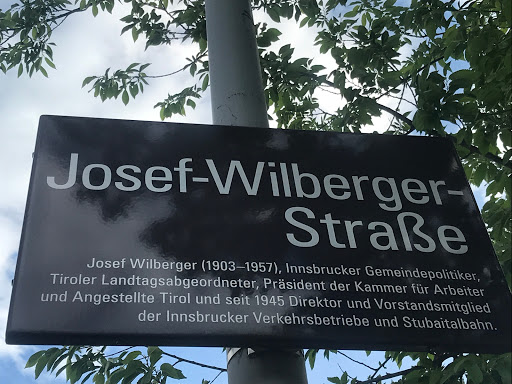 Josef-Wilberger-
Straße
Josef Wilberger (1903–1957), Innsbrucker Gemeindepolitiker,
Tiroler Landtagsabgeordneter, Präsident der Kammer für Arbeiter
und Angestellte Tirol und seit 1945 Direktor und Vorstandsmitglied
der Innsbrucker Verkehrsbetriebe und Stubaitalbahn.